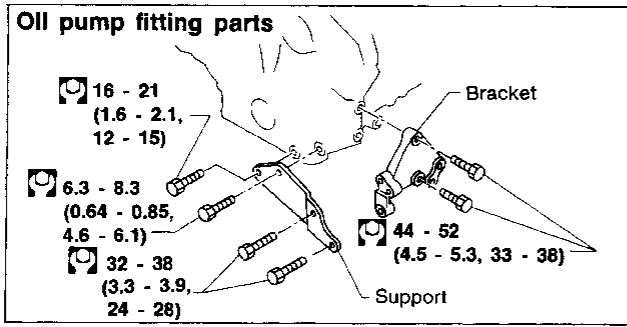 Oil pump fitting parts
16 - 21
(1.6 - 2.1,
12 - 15)
Bracket
6.3 - 8.3
(0.64 - 0.85,
4.6 - 6.1)
44 - 52
(4.5 - 5.3, 33 - 38)
32 - 38
(3.3 - 3.9,
24 - 28)
Support